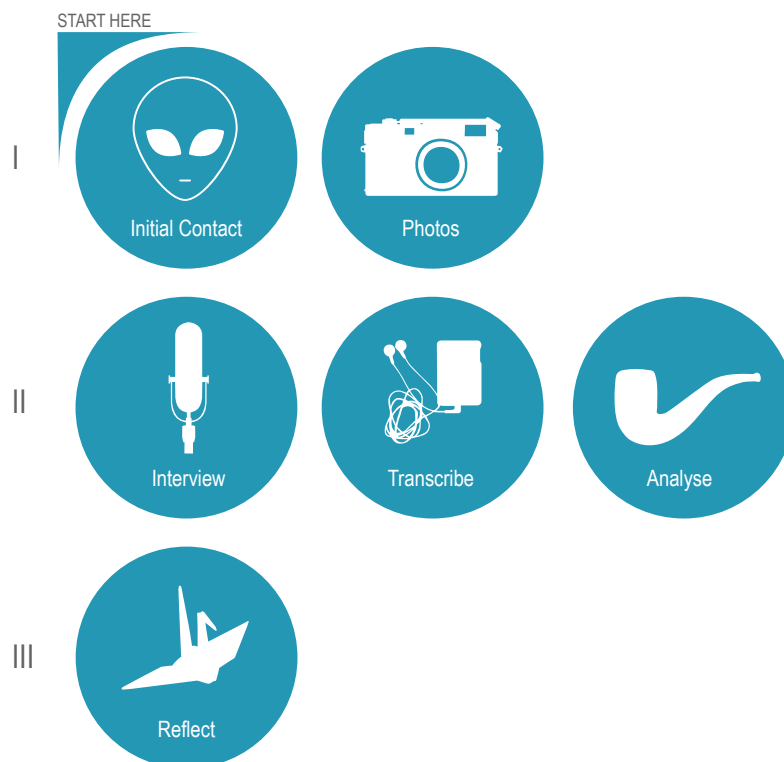 START HERE
I
Initial Contact
Photos
II
Interview
Transcribe
Analyse
III
Reflect